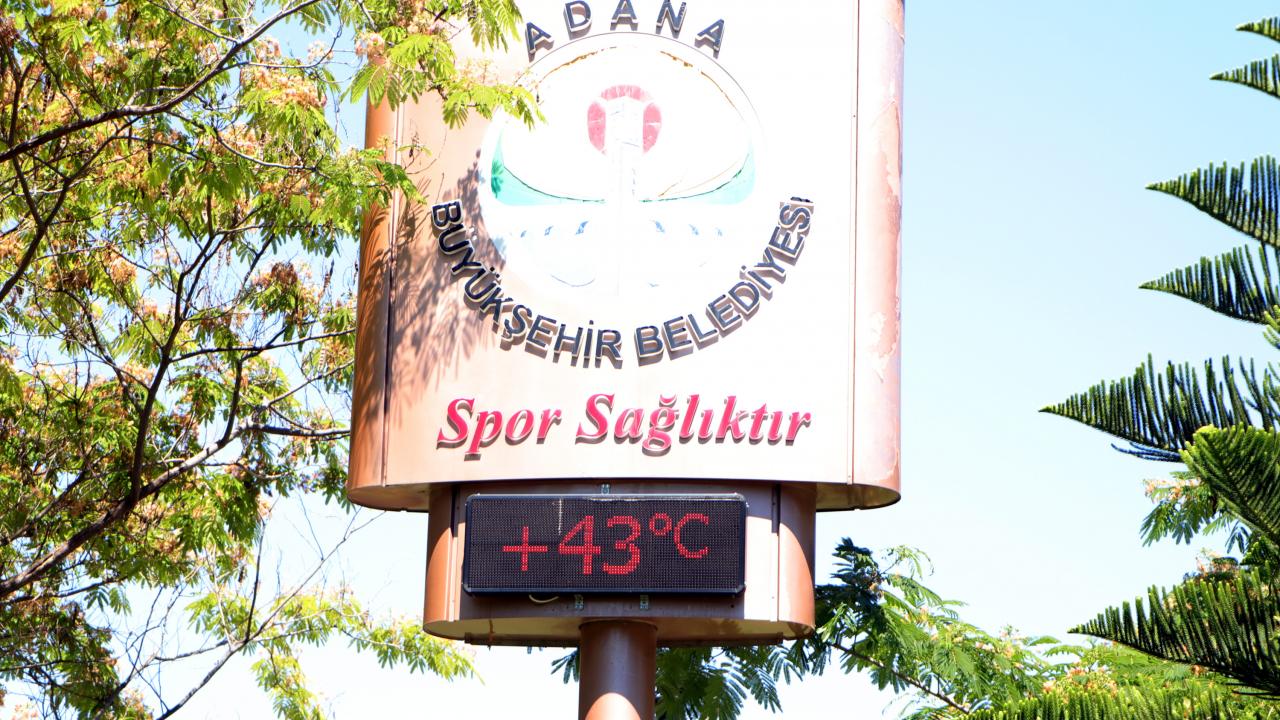 ADANA
BÜYÜKŞEHİR BELEDİYESİ
Spor Sağlıktır
+43°C